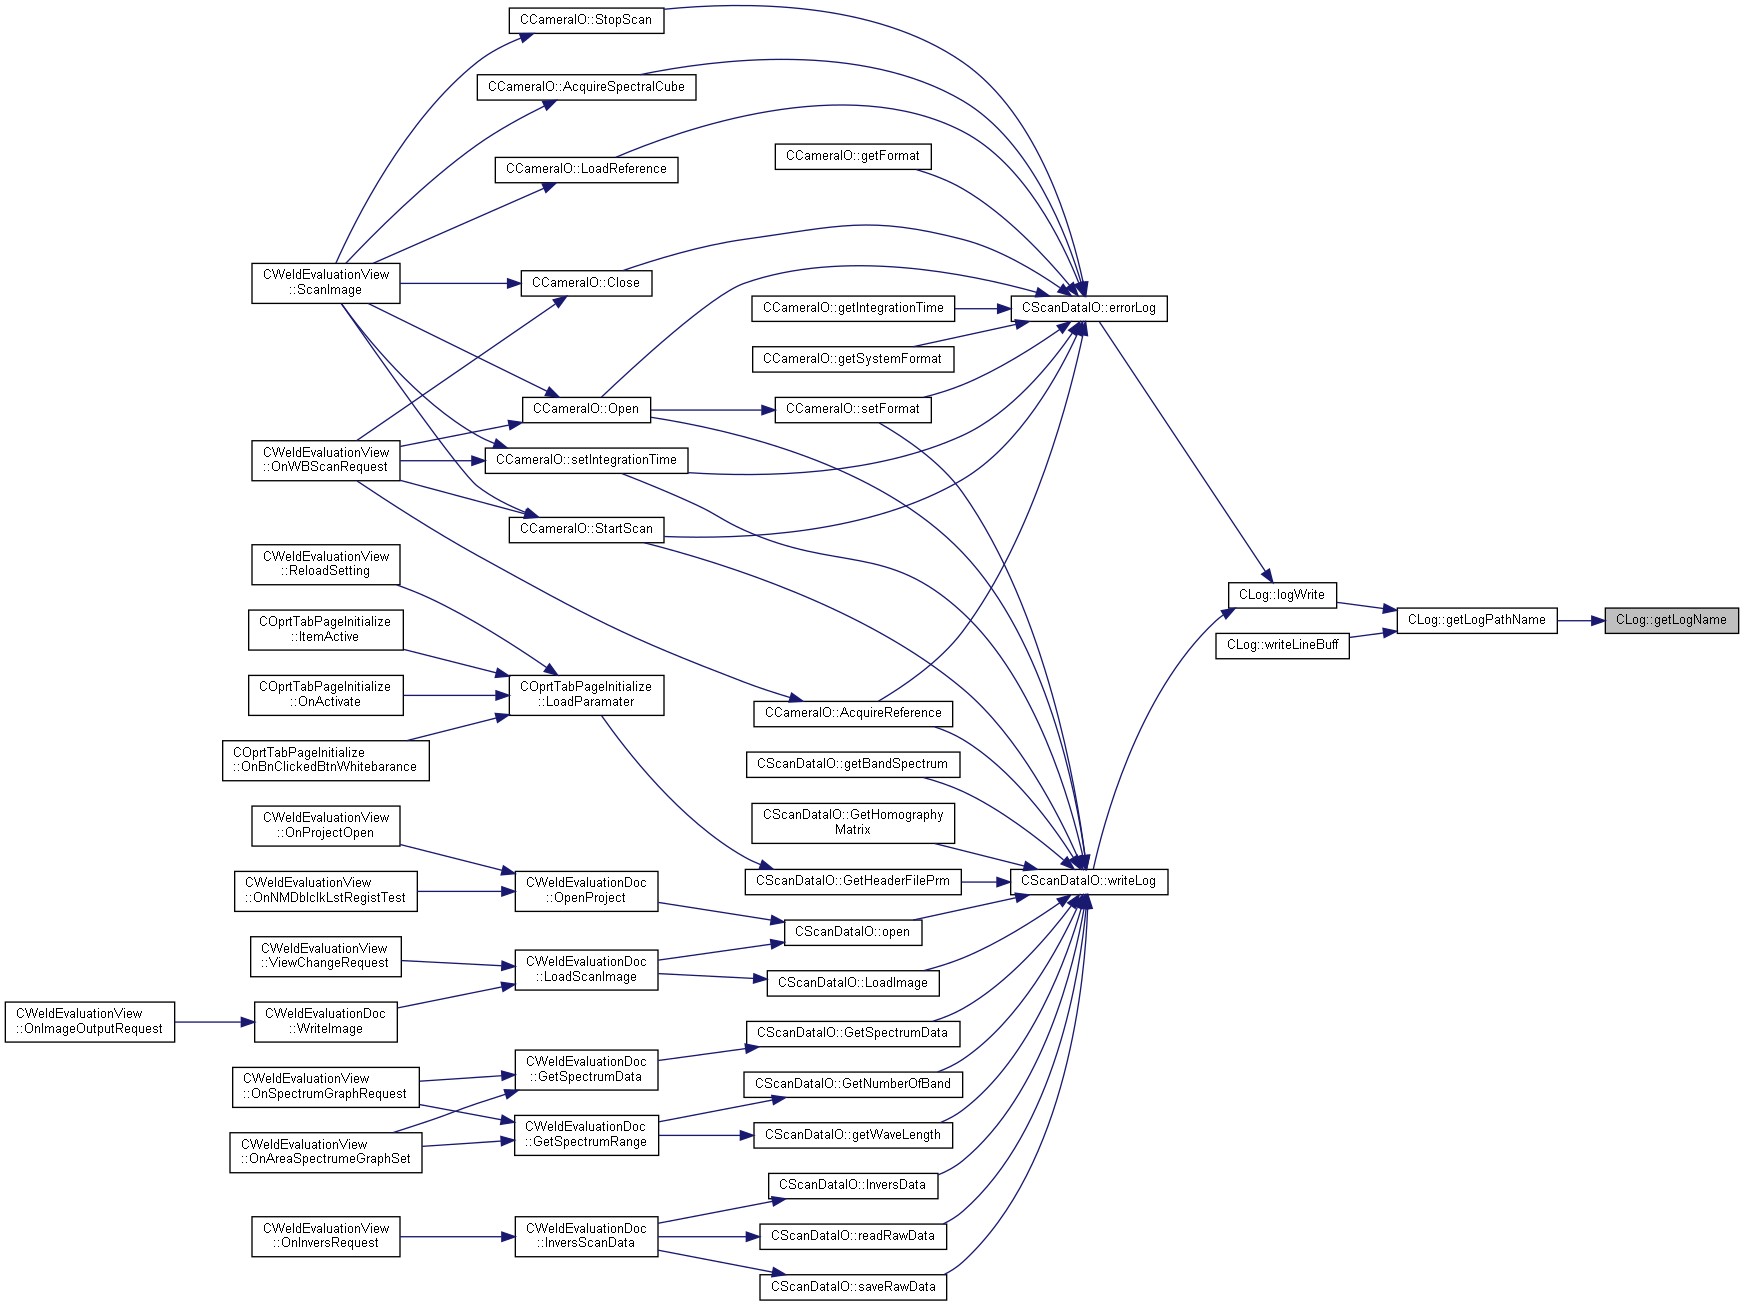 CCameraIO::StopScan
CCameraIO::AcquireSpectralCube
CCameraIO::LoadReference
CCameraIO::getFormat
CWeldEvaluationView
::ScanImage
CCameraIO::Close
CCameraIO::getIntegrationTime
CScanDataIO::errorLog
CCameraIO::getSystemFormat
CCameraIO::Open
CCameraIO::setFormat
CWeldEvaluationView
::OnWBScanRequest
CCameraIO::setIntegrationTime
CCameraIO::StartScan
CWeldEvaluationView
::ReloadSetting
CLog::logWrite
CLog::getLogPathName
CLog::getLogName
CLog::writeLineBuff
COprtTabPageInitialize
::ItemActive
COprtTabPageInitialize
::OnActivate
COprtTabPageInitialize
::LoadParamater
CCameraIO::AcquireReference
COprtTabPageInitialize
::OnBnClickedBtnWhitebarance
CScanDataIO::getBandSpectrum
CScanDataIO::GetHomography
Matrix
CWeldEvaluationView
::OnProjectOpen
CScanDataIO::GetHeaderFilePrm
CScanDataIO::writeLog
CWeldEvaluationView
::OnNMDblclkLstRegistTest
CWeldEvaluationDoc
::OpenProject
CScanDataIO::open
CWeldEvaluationView
::ViewChangeRequest
CWeldEvaluationDoc
::LoadScanImage
CScanDataIO::LoadImage
CWeldEvaluationView
::OnImageOutputRequest
CWeldEvaluationDoc
::WriteImage
CScanDataIO::GetSpectrumData
CWeldEvaluationDoc
::GetSpectrumData
CWeldEvaluationView
::OnSpectrumGraphRequest
CScanDataIO::GetNumberOfBand
CWeldEvaluationDoc
::GetSpectrumRange
CScanDataIO::getWaveLength
CWeldEvaluationView
::OnAreaSpectrumeGraphSet
CScanDataIO::InversData
CWeldEvaluationView
::OnInversRequest
CWeldEvaluationDoc
::InversScanData
CScanDataIO::readRawData
CScanDataIO::saveRawData